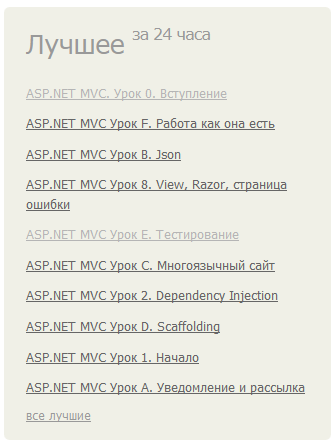 Лучшее за 24 часа
ASP.NET MVC. Урок 0. Вступление
ASP.NET MVC Урок F. Работа как она есть
ASP.NET MVC Урок B. Json
ASP.NET MVC Урок 8. View, Razor, страница
ошибки
ASP.NET MVC Урок E. Тестирование
ASP.NET MVC Урок C. Многоязычный сайт
ASP.NET MVC Урок 2. Dependency Injection
ASP.NET MVC Урок D. Scaffolding
ASP.NET MVC Урок 1. Начало
ASP.NET MVC Урок A. Уведомление и рассылка
все лучшие